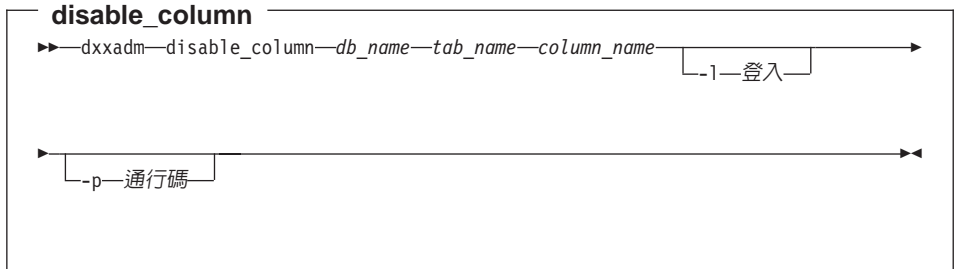 disable_column
dxxadm disable_column db_name tab_name column_name
-l 登入
-p 通行碼